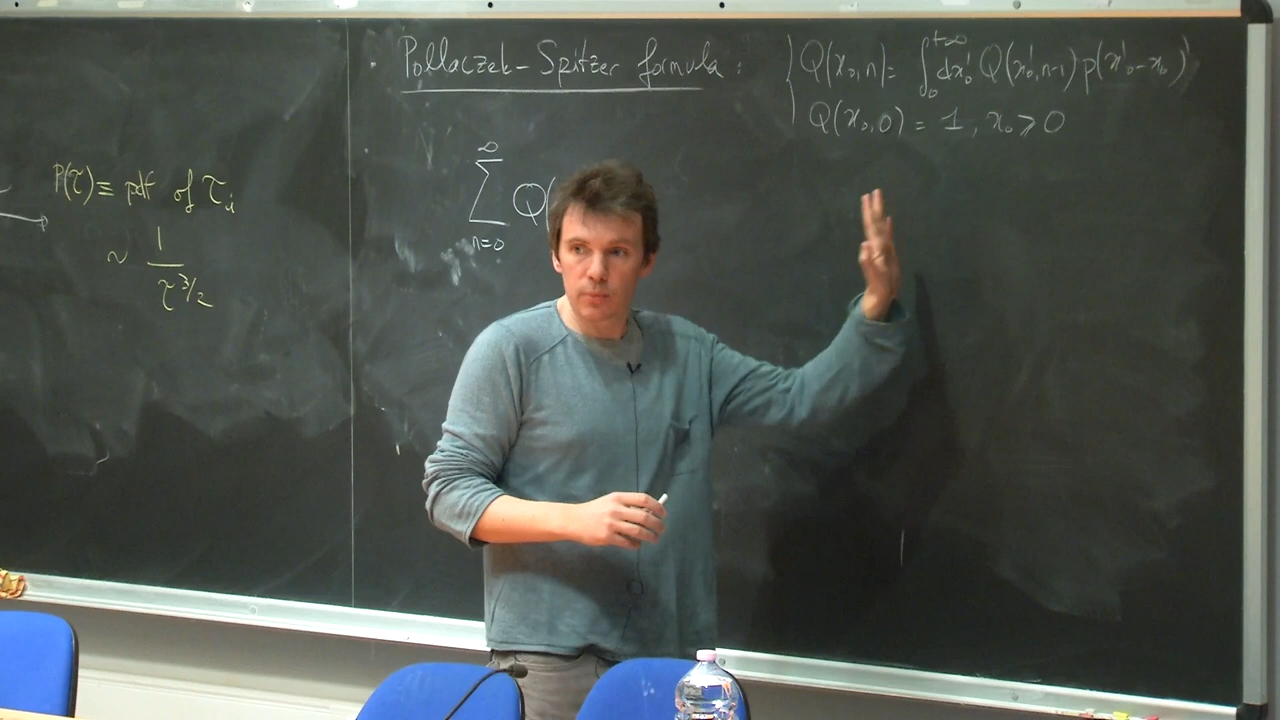 P(τ) ≡ pdf of τᵢ
~ 1/τ^{3/2}
Pollaczek-Spitzer formula :
∞
Σ Q(
n=0
Q(x₀,n) = ∫₀^{+∞} dx₀' Q(x₀',n-1) p(x₀'-x₀)
Q(x₀,0) = 1, x₀ ⩾ 0